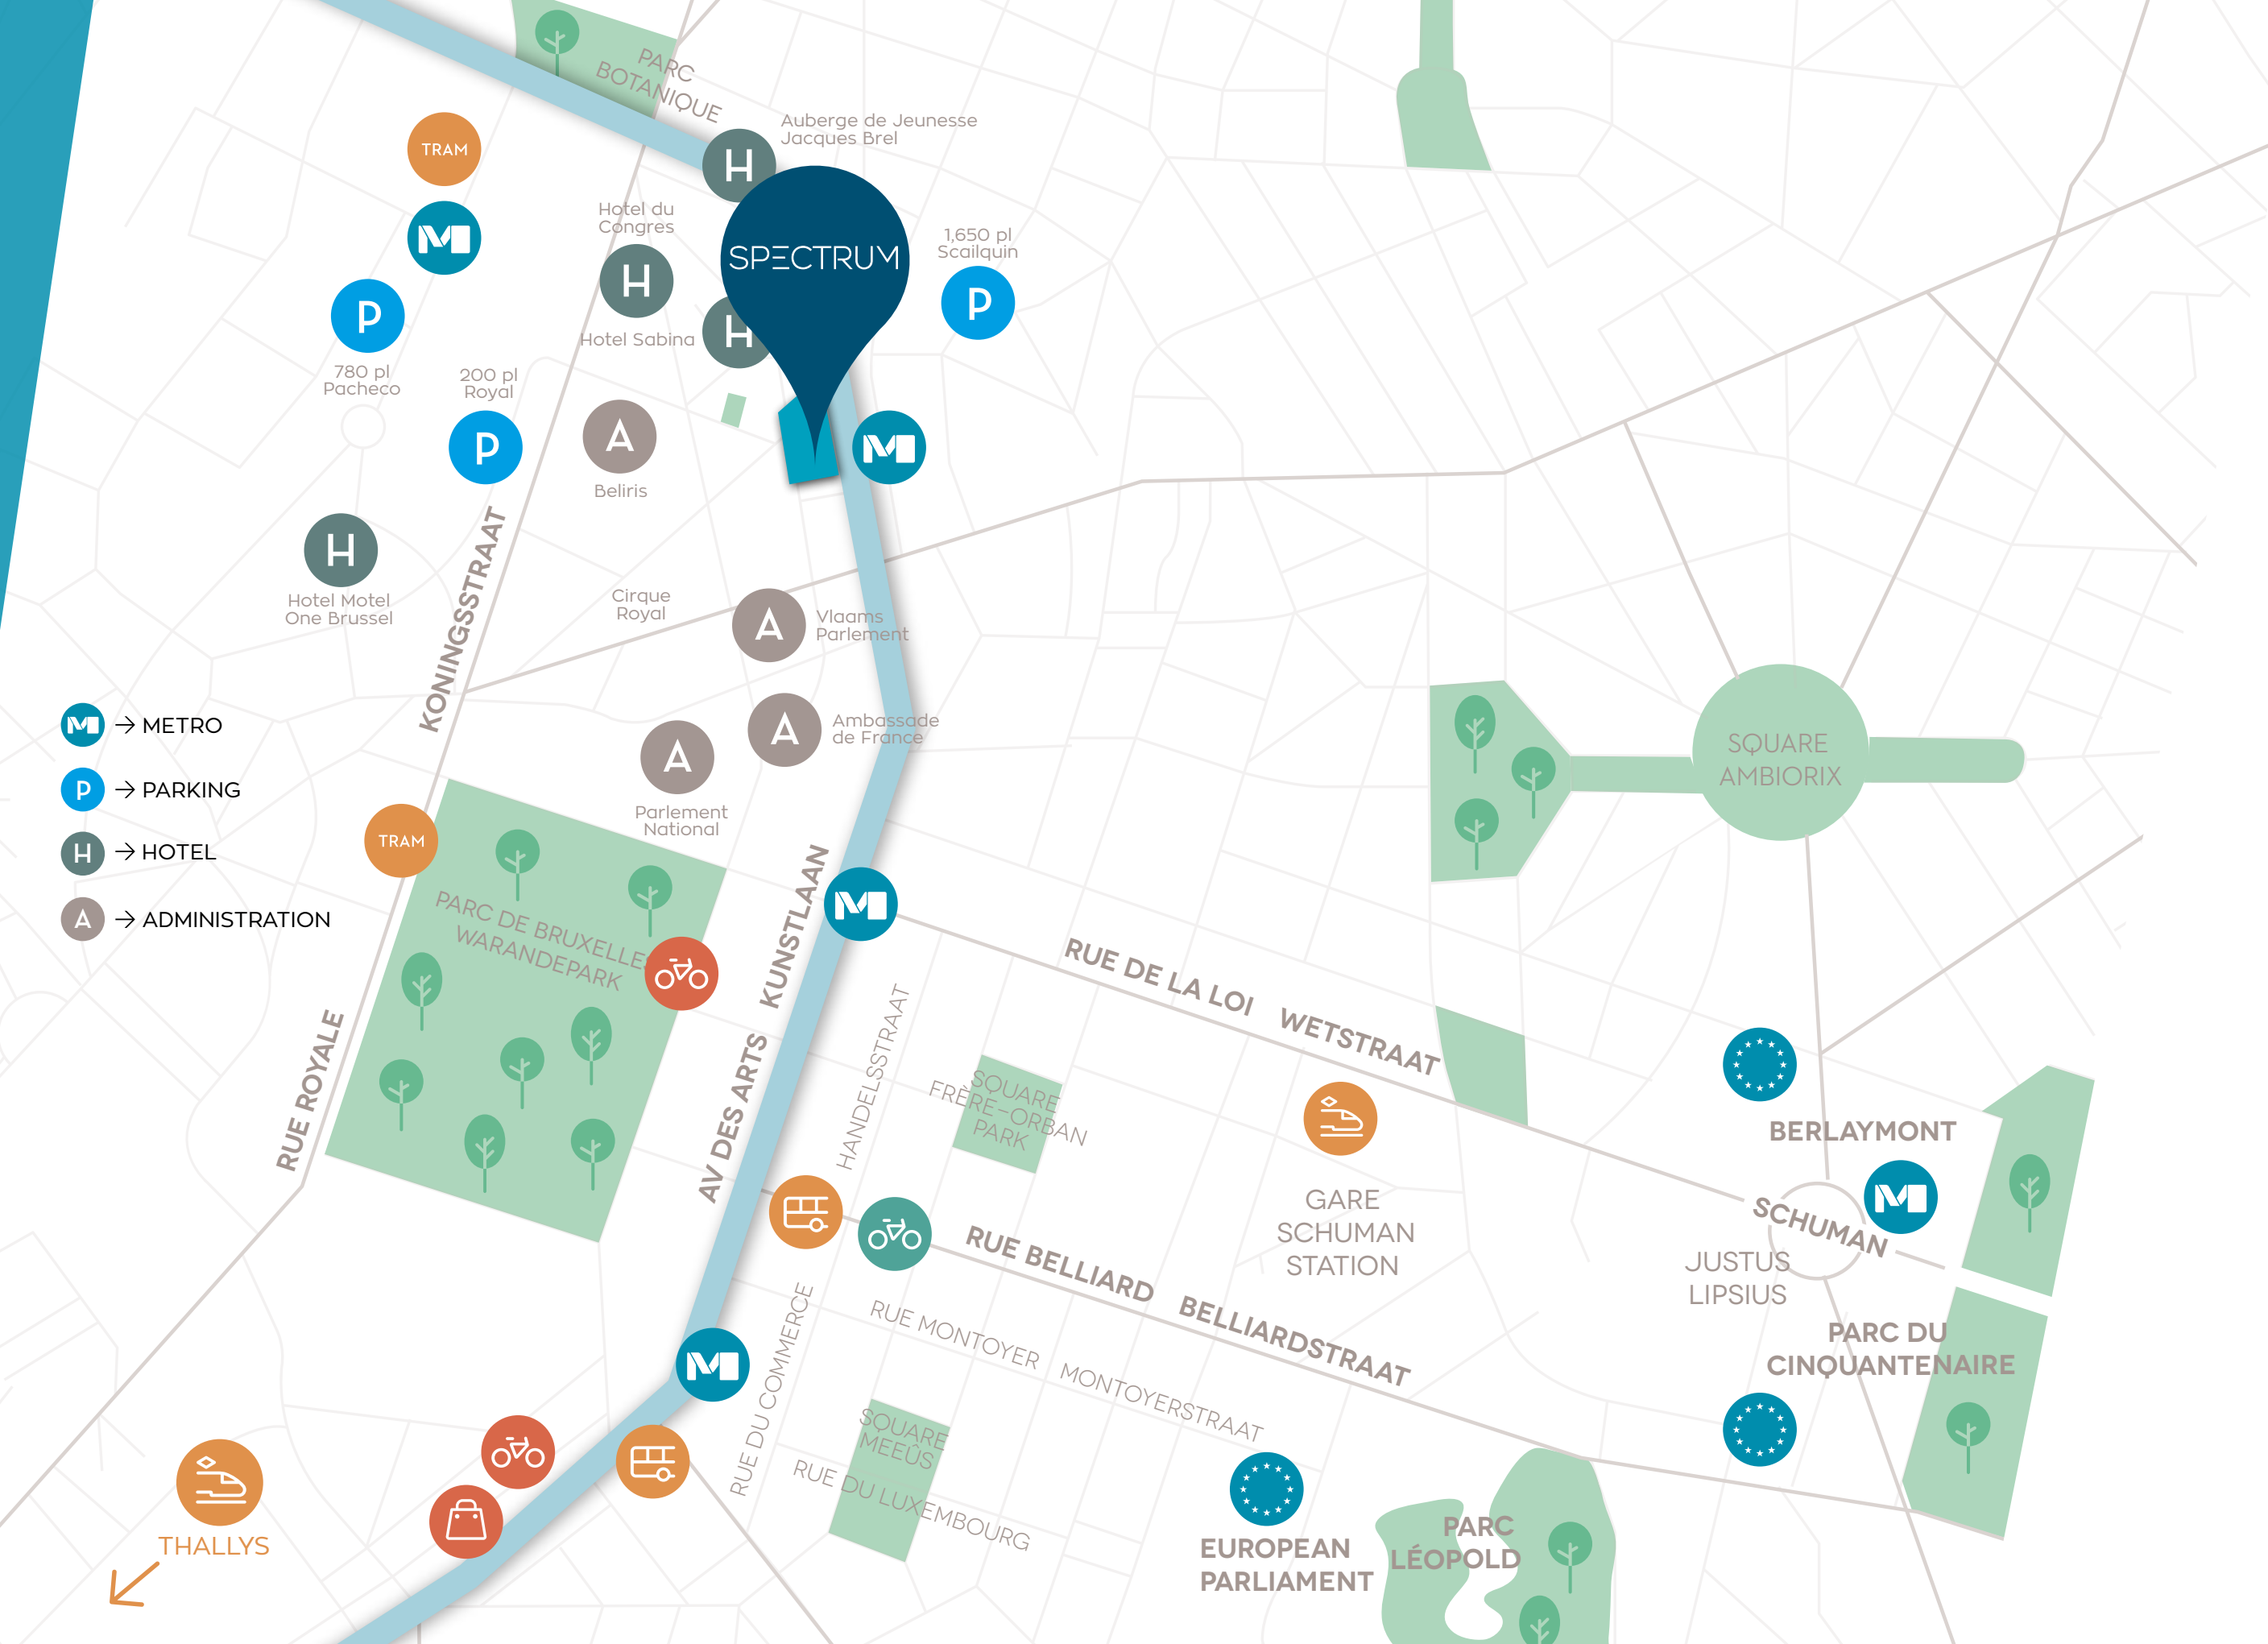 PARC
BOTANIQUE
Auberge de Jeunesse
Jacques Brel
TRAM
H
M
Hotel du
Congres
H
SPECTRUM
1,650 pl
Scailquin
P
P
780 pl
Pacheco
Hotel Sabina
H
200 pl
Royal
P
A
Beliris
M
H
Hotel Motel
One Brussel
KONINGSSTRAAT
Cirque
Royal
A
Vlaams
Parlement
A
Ambassade
de France
A
Parlement
National
M → METRO
P → PARKING
H → HOTEL
A → ADMINISTRATION
SQUARE
AMBIORIX
TRAM
PARC DE BRUXELLES
WARANDEPARK
M
AV DES ARTS KUNSTLAAN
RUE ROYALE
RUE DE LA LOI WETSTRAAT
HANDELSSTRAAT
SQUARE
FRÈRE-ORBAN
PARK
GARE
SCHUMAN
STATION
BERLAYMONT
M
SCHUMAN
JUSTUS
LIPSIUS
RUE BELLIARD BELLIARDSTRAAT
RUE MONTOYER MONTOYERSTRAAT
RUE DU COMMERCE
M
PARC DU
CINQUANTENAIRE
SQUARE
MEEÛS
RUE DU LUXEMBOURG
THALLYS
EUROPEAN
PARLIAMENT
PARC
LÉOPOLD